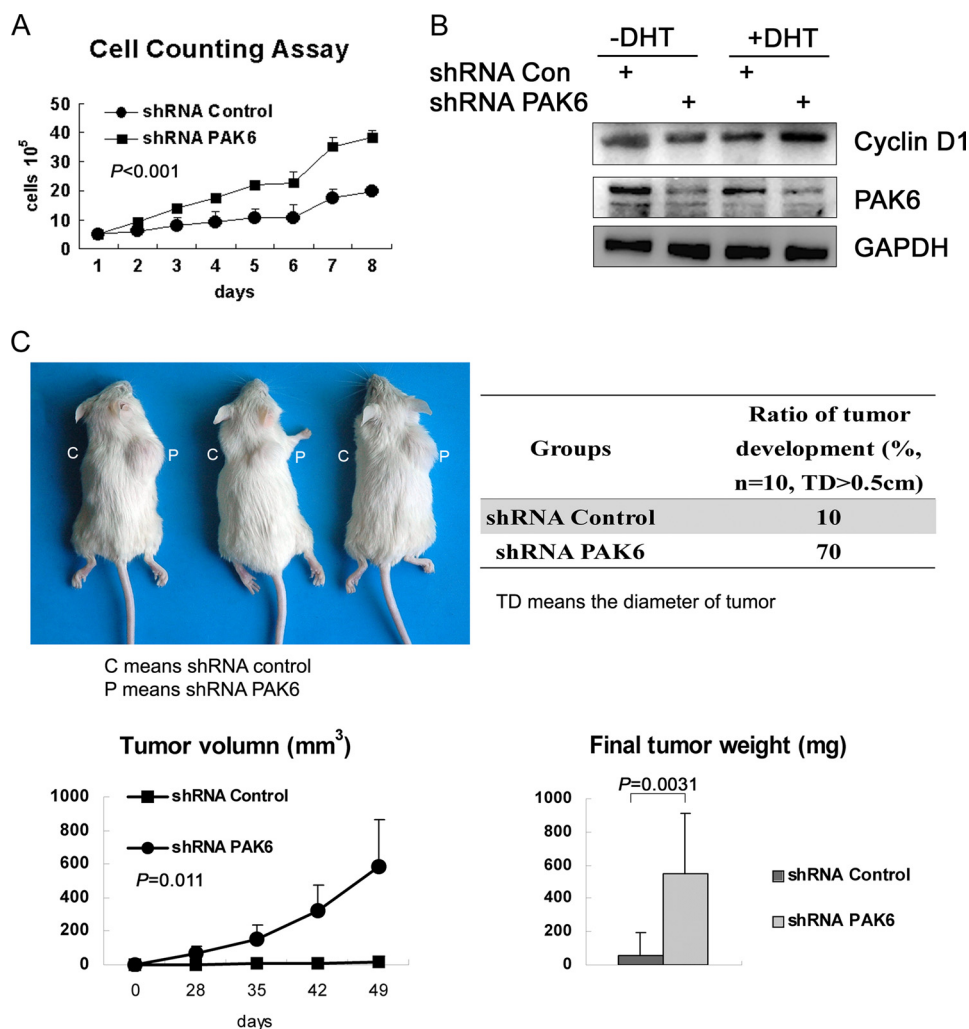 A
Cell Counting Assay
shRNA Control
shRNA PAK6
P<0.001
cells 10⁵
50
40
30
20
10
0
1 2 3 4 5 6 7 8
days
B
-DHT +DHT
shRNA Con + +
shRNA PAK6 + +
Cyclin D1
PAK6
GAPDH
C
C P C P C P
C means shRNA control
P means shRNA PAK6
Groups Ratio of tumor development (%, n=10, TD>0.5cm)
shRNA Control 10
shRNA PAK6 70
TD means the diameter of tumor
Tumor volumn (mm³)
shRNA Control
shRNA PAK6
P=0.011
1000
800
600
400
200
0
0 28 35 42 49
days
Final tumor weight (mg)
P=0.0031
1000
800
600
400
200
0
shRNA Control
shRNA PAK6